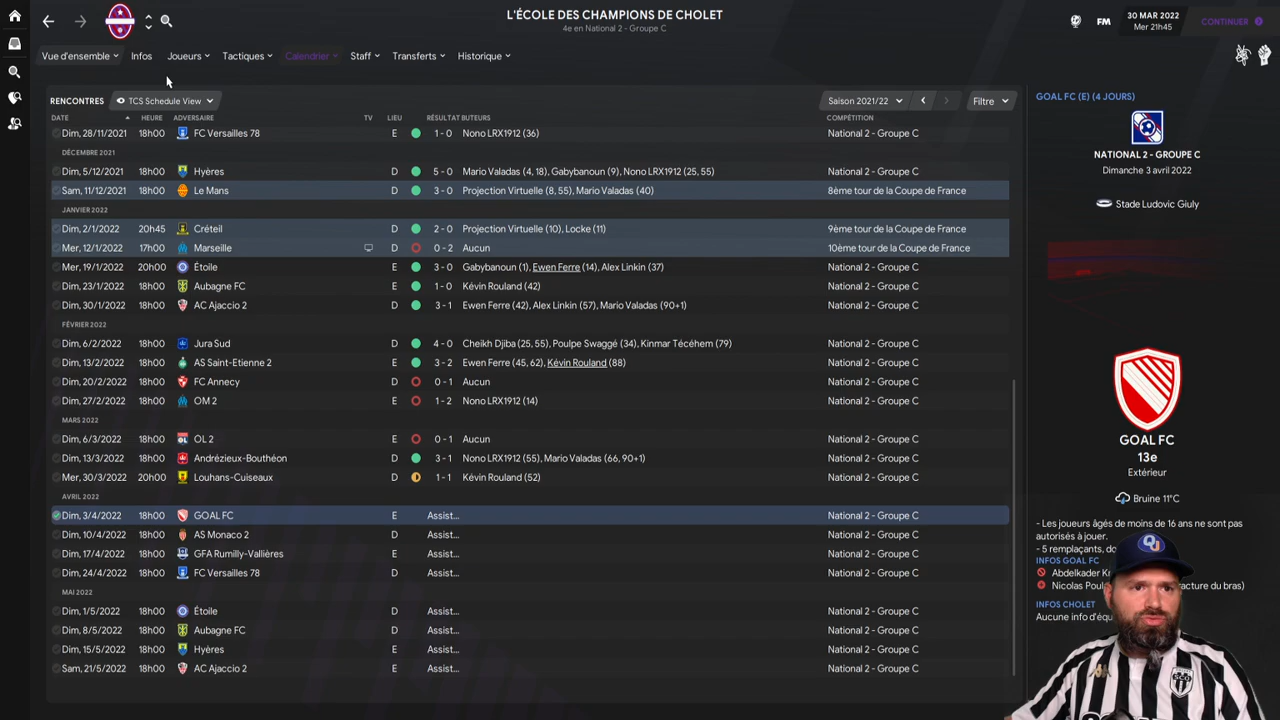 L'ÉCOLE DES CHAMPIONS DE CHOLET
4e en National 2 - Groupe C
FM
30 MAR 2022
Mer 21h45
CONTINUER
Vue d'ensemble
Infos
Joueurs
Tactiques
Calendrier
Staff
Transferts
Historique
RENCONTRES
TCS Schedule View
Saison 2021/22
Filtre
DATE HEURE ADVERSAIRE TV LIEU RÉSULTAT BUTEURS COMPÉTITION
Dim, 28/11/2021 18h00 FC Versailles 78 E 1 - 0 Nono LRX1912 (36) National 2 - Groupe C
DÉCEMBRE 2021
Dim, 5/12/2021 18h00 Hyères D 5 - 0 Mario Valadas (4, 18), Gabybanoun (9), Nono LRX1912 (25, 55) National 2 - Groupe C
Sam, 11/12/2021 18h00 Le Mans D 3 - 0 Projection Virtuelle (8, 55), Mario Valadas (40) 8ème tour de la Coupe de France
JANVIER 2022
Dim, 2/1/2022 20h45 Créteil D 2 - 0 Projection Virtuelle (10), Locke (11) 9ème tour de la Coupe de France
Mer, 12/1/2022 17h00 Marseille D 0 - 2 Aucun 10ème tour de la Coupe de France
Mer, 19/1/2022 20h00 Étoile E 3 - 0 Gabybanoun (1), Ewen Ferre (14), Alex Linkin (37) National 2 - Groupe C
Dim, 23/1/2022 18h00 Aubagne FC E 1 - 0 Kévin Rouland (42) National 2 - Groupe C
Dim, 30/1/2022 18h00 AC Ajaccio 2 D 3 - 1 Ewen Ferre (42), Alex Linkin (57), Mario Valadas (90+1) National 2 - Groupe C
FÉVRIER 2022
Dim, 6/2/2022 18h00 Jura Sud D 4 - 0 Cheikh Djiba (25, 55), Poulpe Swaggé (34), Kinmar Técéhem (79) National 2 - Groupe C
Dim, 13/2/2022 18h00 AS Saint-Etienne 2 E 3 - 2 Ewen Ferre (45, 62), Kévin Rouland (88) National 2 - Groupe C
Dim, 20/2/2022 18h00 FC Annecy D 0 - 1 Aucun National 2 - Groupe C
Dim, 27/2/2022 18h00 OM 2 E 1 - 2 Nono LRX1912 (14) National 2 - Groupe C
MARS 2022
Dim, 6/3/2022 18h00 OL 2 E 0 - 1 Aucun National 2 - Groupe C
Dim, 13/3/2022 18h00 Andrézieux-Bouthéon D 3 - 1 Nono LRX1912 (55), Mario Valadas (66, 90+1) National 2 - Groupe C
Mer, 30/3/2022 20h00 Louhans-Cuiseaux D 1 - 1 Kévin Rouland (52) National 2 - Groupe C
AVRIL 2022
Dim, 3/4/2022 18h00 GOAL FC E Assist... National 2 - Groupe C
Dim, 10/4/2022 18h00 AS Monaco 2 D Assist... National 2 - Groupe C
Dim, 17/4/2022 18h00 GFA Rumilly-Vallières E Assist... National 2 - Groupe C
Dim, 24/4/2022 18h00 FC Versailles 78 D Assist... National 2 - Groupe C
MAI 2022
Dim, 1/5/2022 18h00 Étoile D Assist... National 2 - Groupe C
Dim, 8/5/2022 18h00 Aubagne FC D Assist... National 2 - Groupe C
Dim, 15/5/2022 18h00 Hyères E Assist... National 2 - Groupe C
Sam, 21/5/2022 18h00 AC Ajaccio 2 E Assist... National 2 - Groupe C
GOAL FC (E) (4 JOURS)
NATIONAL 2 - GROUPE C
Dimanche 3 avril 2022
Stade Ludovic Giuly
GOAL FC
13e
Extérieur
Bruine 11°C
- Les joueurs âgés de moins de 16 ans ne sont pas
autorisés à jouer.
- 5 remplaçants,
INFOS GOAL FC
Abdelkader
Nicolas du bras)
INFOS CHOLET
Aucune info
SCO